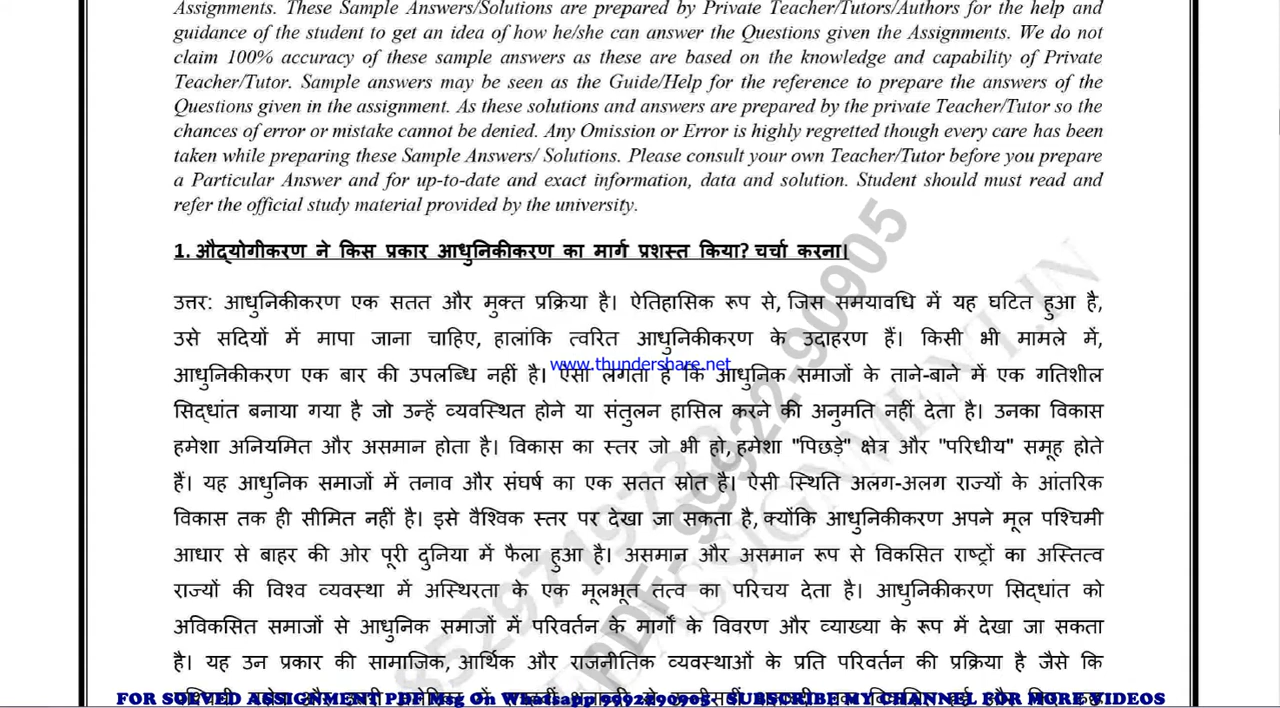 Assignments. These Sample Answers/Solutions are prepared by Private Teacher/Tutors/Authors for the help and
guidance of the student to get an idea of how he/she can answer the Questions given the Assignments. We do not
claim 100% accuracy of these sample answers as these are based on the knowledge and capability of Private
Teacher/Tutor. Sample answers may be seen as the Guide/Help for the reference to prepare the answers of the
Questions given in the assignment. As these solutions and answers are prepared by the private Teacher/Tutor so the
chances of error or mistake cannot be denied. Any Omission or Error is highly regretted though every care has been
taken while preparing these Sample Answers/ Solutions. Please consult your own Teacher/Tutor before you prepare
a Particular Answer and for up-to-date and exact information, data and solution. Student should must read and
refer the official study material provided by the university.
1. औद्योगीकरण ने किस प्रकार आधुनिकीकरण का मार्ग प्रशस्त किया? चर्चा करना।
उत्तर: आधुनिकीकरण एक सतत और मुक्त प्रक्रिया है। ऐतिहासिक रूप से, जिस समयावधि में यह घटित हुआ है,
उसे सदियों में मापा जाना चाहिए, हालांकि त्वरित आधुनिकीकरण के उदाहरण हैं। किसी भी मामले में,
www.thundershare.net
आधुनिकीकरण एक बार की उपलब्धि नहीं है। ऐसा लगता है कि आधुनिक समाजों के ताने-बाने में एक गतिशील
सिद्धांत बनाया गया है जो उन्हें व्यवस्थित होने या संतुलन हासिल करने की अनुमति नहीं देता है। उनका विकास
हमेशा अनियमित और असमान होता है। विकास का स्तर जो भी हो, हमेशा "पिछड़े" क्षेत्र और "परिधीय" समूह होते
हैं। यह आधुनिक समाजों में तनाव और संघर्ष का एक सतत स्रोत है। ऐसी स्थिति अलग-अलग राज्यों के आंतरिक
विकास तक ही सीमित नहीं है। इसे वैश्विक स्तर पर देखा जा सकता है, क्योंकि आधुनिकीकरण अपने मूल पश्चिमी
आधार से बाहर की ओर पूरी दुनिया में फैला हुआ है। असमान और असमान रूप से विकसित राष्ट्रों का अस्तित्व
राज्यों की विश्व व्यवस्था में अस्थिरता के एक मूलभूत तत्व का परिचय देता है। आधुनिकीकरण सिद्धांत को
अविकसित समाजों से आधुनिक समाजों में परिवर्तन के मार्गों के विवरण और व्याख्या के रूप में देखा जा सकता
है। यह उन प्रकार की सामाजिक, आर्थिक और राजनीतिक व्यवस्थाओं के प्रति परिवर्तन की प्रक्रिया है जैसे कि
FOR SOLVED ASSIGNMENT PDF Msg On Whatsapp 9992290905 SUBSCRIBE MY CHANNEL FOR MORE VIDEOS
PDF- 99922-90905
ASSIGNMENT.IN